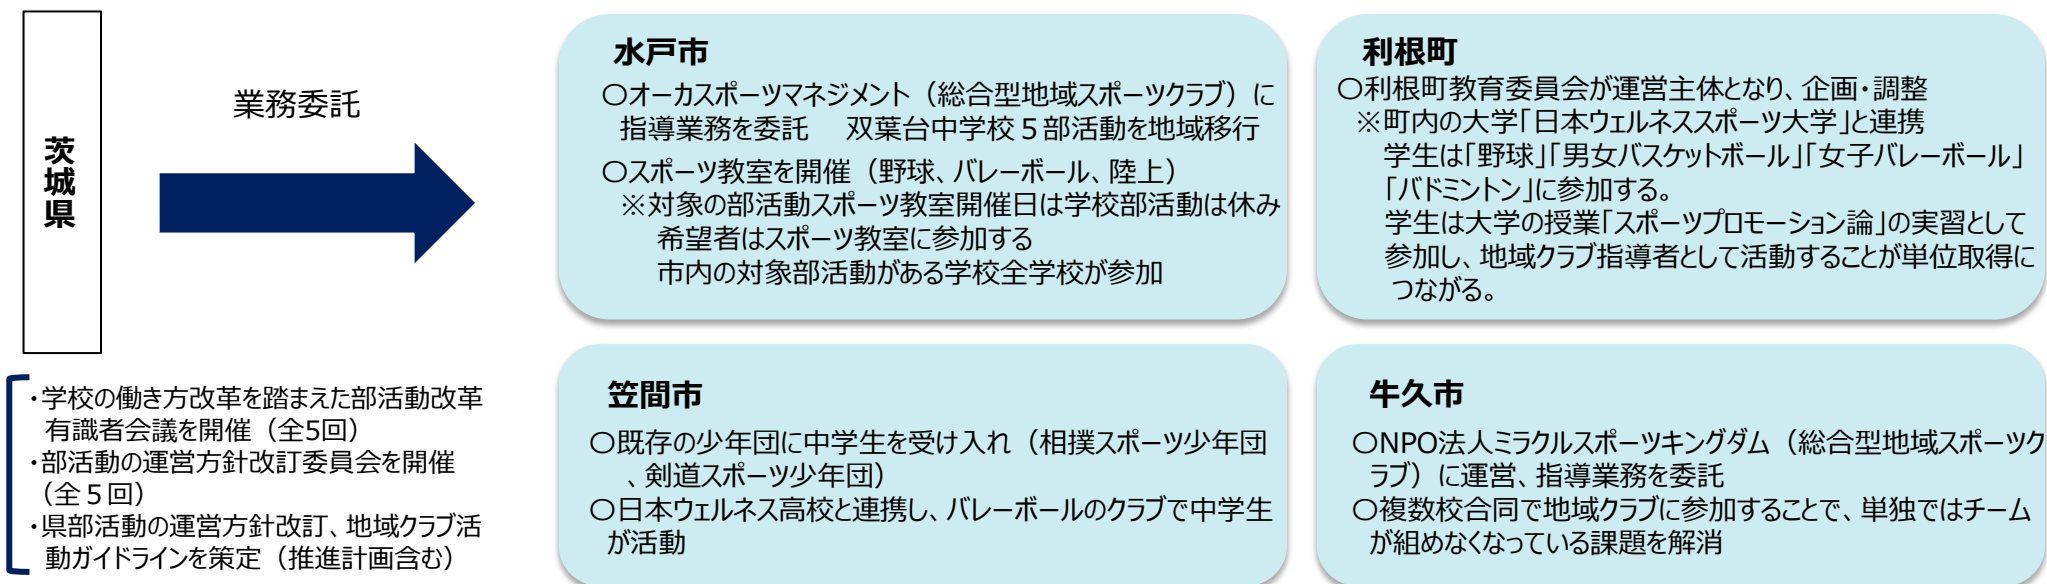 茨城県
業務委託
・学校の働き方改革を踏まえた部活動改革
有識者会議を開催（全5回）
・部活動の運営方針改訂委員会を開催
（全５回）
・県部活動の運営方針改訂、地域クラブ活
動ガイドラインを策定（推進計画含む）
水戸市
○オーカスポーツマネジメント（総合型地域スポーツクラブ）に
指導業務を委託　双葉台中学校５部活動を地域移行
○スポーツ教室を開催（野球、バレーボール、陸上）
※対象の部活動スポーツ教室開催日は学校部活動は休み
希望者はスポーツ教室に参加する
市内の対象部活動がある学校全学校が参加
利根町
○利根町教育委員会が運営主体となり、企画・調整
※町内の大学「日本ウェルネススポーツ大学」と連携
学生は「野球」「男女バスケットボール」「女子バレーボール」
「バドミントン」に参加する。
学生は大学の授業「スポーツプロモーション論」の実習として
参加し、地域クラブ指導者として活動することが単位取得に
つながる。
笠間市
○既存の少年団に中学生を受け入れ（相撲スポーツ少年団
、剣道スポーツ少年団）
○日本ウェルネス高校と連携し、バレーボールのクラブで中学生
が活動
牛久市
○NPO法人ミラクルスポーツキングダム（総合型地域スポーツク
ラブ）に運営、指導業務を委託
○複数校合同で地域クラブに参加することで、単独ではチーム
が組めなくなっている課題を解消